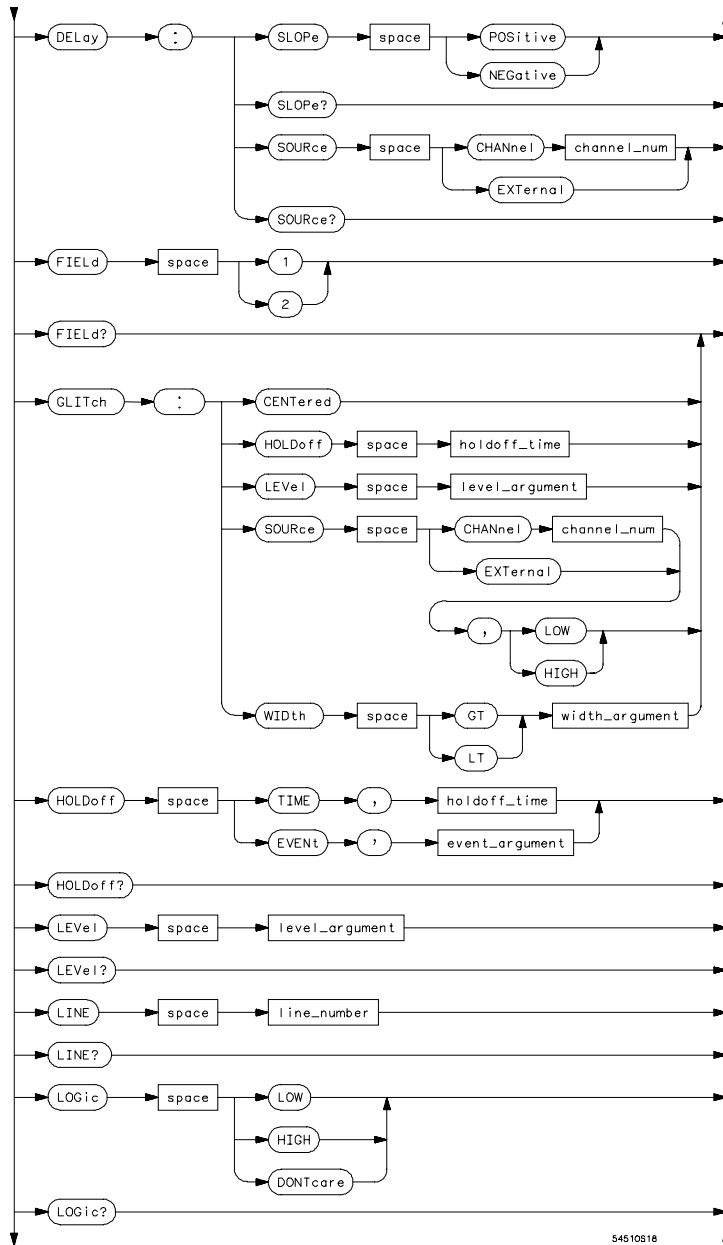 DELay : SLOPe space POSitive
NEGative
SLOPe?
SOURce space CHANnel channel_num
EXTernal
SOURce?
FIELd space 1
2
FIELd?
GLITch : CENTered
HOLDoff space holdoff_time
LEVel space level_argument
SOURce space CHANnel channel_num
EXTernal
, LOW
HIGH
WIDth space GT width_argument
LT
HOLDoff space TIME , holdoff_time
EVENt , event_argument
HOLDoff?
LEVel space level_argument
LEVel?
LINE space line_number
LINE?
LOGic space LOW
HIGH
DONTcare
LOGic?
54510S18